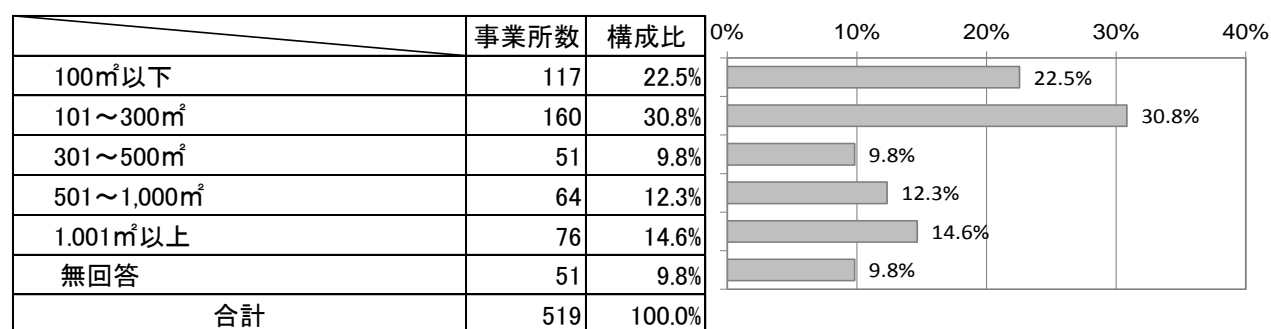 事業所数 構成比 0% 10% 20% 30% 40%
100㎡以下 117 22.5% 22.5%
101～300㎡ 160 30.8% 30.8%
301～500㎡ 51 9.8% 9.8%
501～1,000㎡ 64 12.3% 12.3%
1.001㎡以上 76 14.6% 14.6%
無回答 51 9.8% 9.8%
合計 519 100.0%